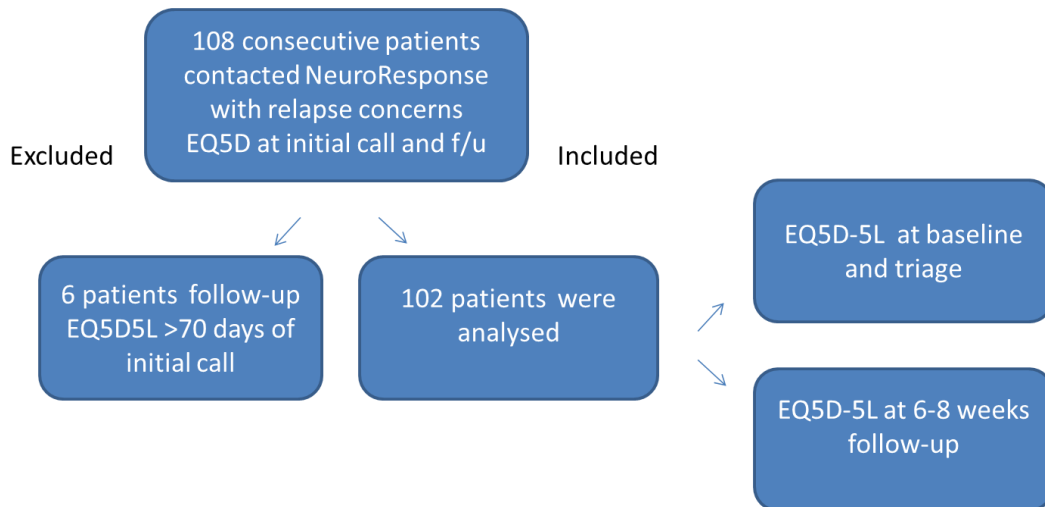 108 consecutive patients
contacted NeuroResponse
with relapse concerns
EQ5D at initial call and f/u
Excluded
Included
6 patients follow-up
EQ5D5L >70 days of
initial call
102 patients were
analysed
EQ5D-5L at baseline
and triage
EQ5D-5L at 6-8 weeks
follow-up